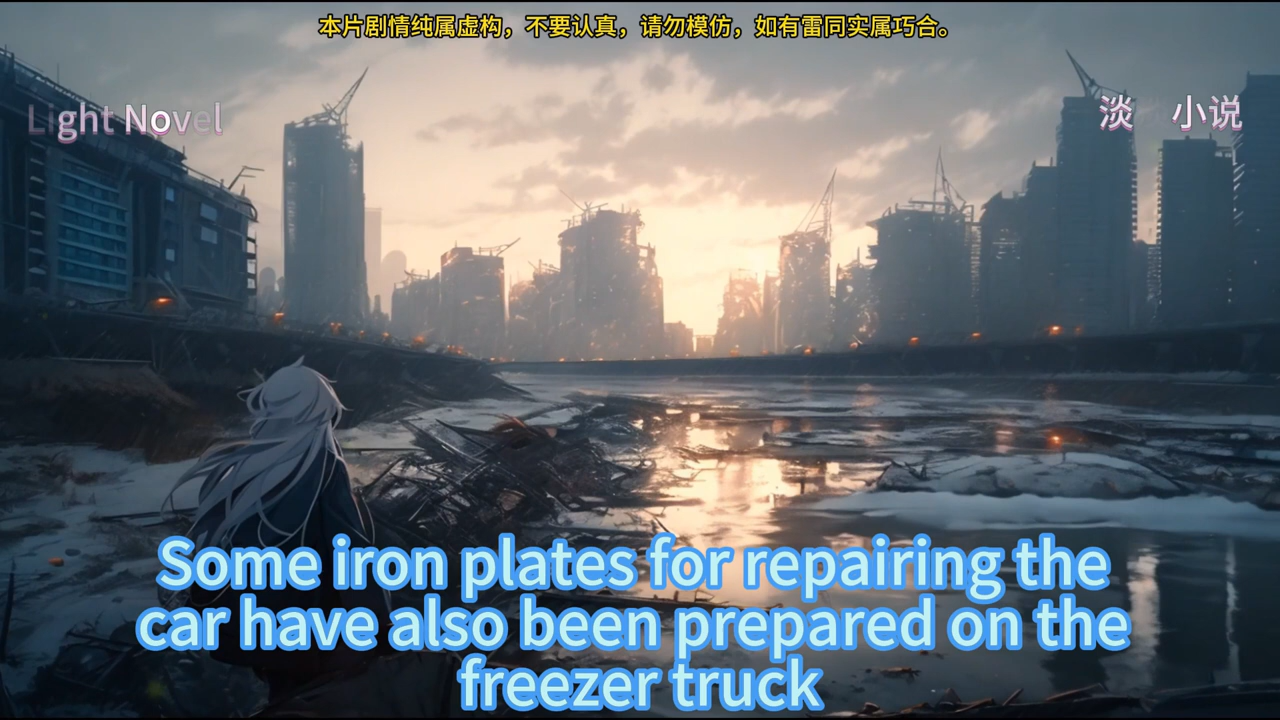 本片剧情纯属虚构，不要认真，请勿模仿，如有雷同实属巧合。
Light Novel
淡 小说
Some iron plates for repairing the
car have also been prepared on the
freezer truck